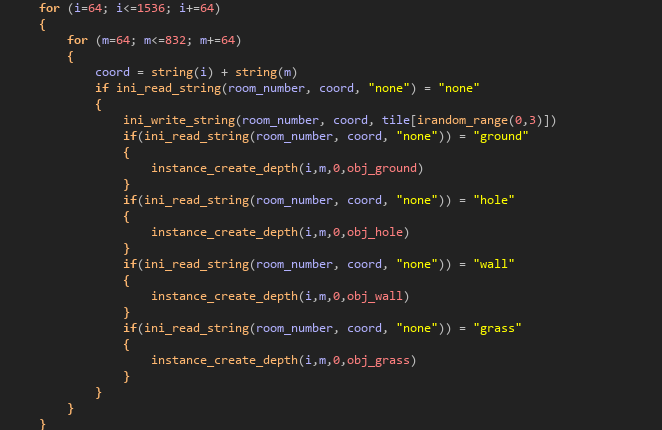 for (i=64; i<=1536; i+=64)
{
for (m=64; m<=832; m+=64)
{
coord = string(i) + string(m)
if ini_read_string(room_number, coord, "none") = "none"
{
ini_write_string(room_number, coord, tile[irandom_range(0,3)])
if(ini_read_string(room_number, coord, "none")) = "ground"
{
instance_create_depth(i,m,0,obj_ground)
}
if(ini_read_string(room_number, coord, "none")) = "hole"
{
instance_create_depth(i,m,0,obj_hole)
}
if(ini_read_string(room_number, coord, "none")) = "wall"
{
instance_create_depth(i,m,0,obj_wall)
}
if(ini_read_string(room_number, coord, "none")) = "grass"
{
instance_create_depth(i,m,0,obj_grass)
}
}
}
}